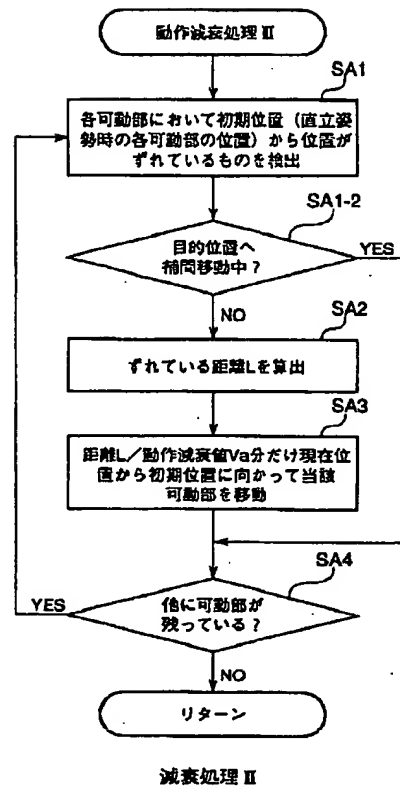 動作減衰処理Ⅱ
SA1
各可動部において初期位置（直立姿
勢時の各可動部の位置）から位置が
ずれているものを検出
SA1-2
目的位置へ
補間移動中？
YES
NO
SA2
ずれている距離Lを算出
SA3
距離L／動作減衰値Va分だけ現在位
置から初期位置に向かって当該
可動部を移動
SA4
他に可動部が
残っている？
YES
NO
リターン
減衰処理Ⅱ